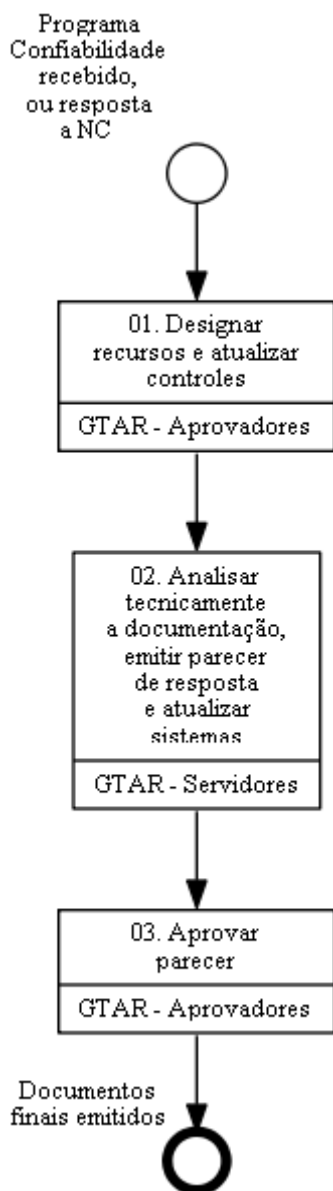 Programa
Confiabilidade
recebido,
ou resposta
a NC
01. Designar
recursos e atualizar
controles
GTAR - Aprovadores
02. Analisar
tecnicamente
a documentação,
emitir parecer
de resposta
e atualizar
sistemas
GTAR - Servidores
03. Aprovar
parecer
GTAR - Aprovadores
Documentos
finais emitidos